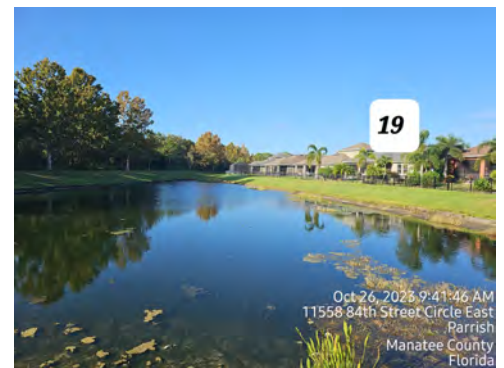 19
Oct 26, 2023 9:41:46 AM
11558 84th Street Circle East
Parrish
Manatee County
Florida